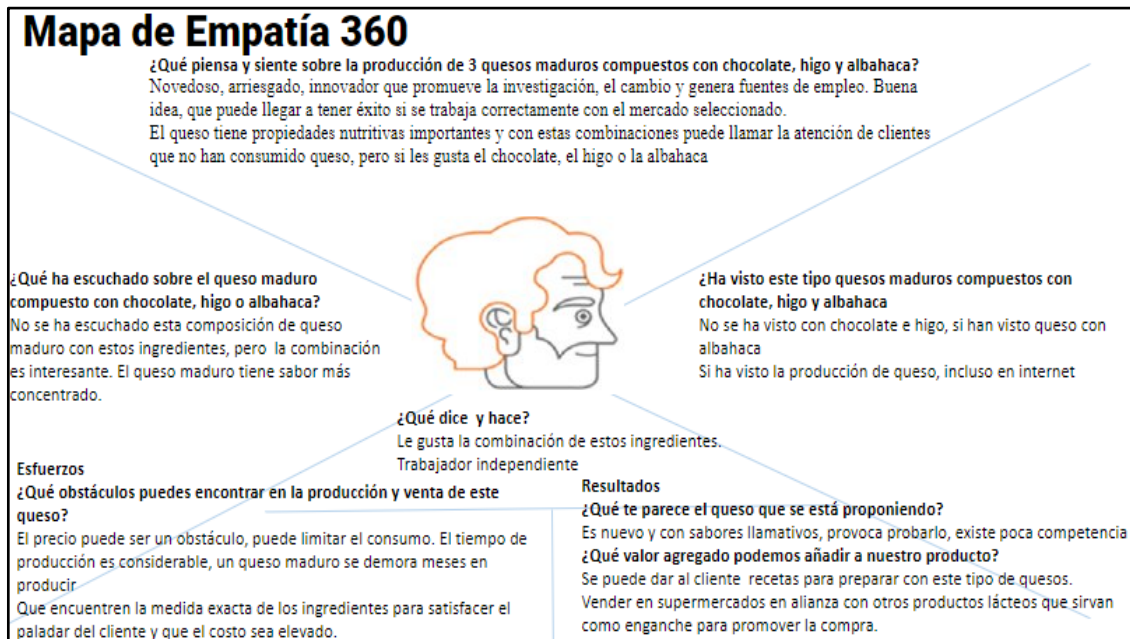 Mapa de Empatía 360
¿Qué piensa y siente sobre la producción de 3 quesos maduros compuestos con chocolate, higo y albahaca?
Novedoso, arriesgado, innovador que promueve la investigación, el cambio y genera fuentes de empleo. Buena
idea, que puede llegar a tener éxito si se trabaja correctamente con el mercado seleccionado.
El queso tiene propiedades nutritivas importantes y con estas combinaciones puede llamar la atención de clientes
que no han consumido queso, pero si les gusta el chocolate, el higo o la albahaca
¿Qué ha escuchado sobre el queso maduro
compuesto con chocolate, higo o albahaca?
No se ha escuchado esta composición de queso
maduro con estos ingredientes, pero la combinación
es interesante. El queso maduro tiene sabor más
concentrado.
¿Ha visto este tipo quesos maduros compuestos con
chocolate, higo y albahaca
No se ha visto con chocolate e higo, si han visto queso con
albahaca
Si ha visto la producción de queso, incluso en internet
¿Qué dice y hace?
Le gusta la combinación de estos ingredientes.
Trabajador independiente
Esfuerzos
¿Qué obstáculos puedes encontrar en la producción y venta de este
queso?
El precio puede ser un obstáculo, puede limitar el consumo. El tiempo de
producción es considerable, un queso maduro se demora meses en
producir
Que encuentren la medida exacta de los ingredientes para satisfacer el
paladar del cliente y que el costo sea elevado.
Resultados
¿Qué te parece el queso que se está proponiendo?
Es nuevo y con sabores llamativos, provoca probarlo, existe poca competencia
¿Qué valor agregado podemos añadir a nuestro producto?
Se puede dar al cliente recetas para preparar con este tipo de quesos.
Vender en supermercados en alianza con otros productos lácteos que sirvan
como enganche para promover la compra.